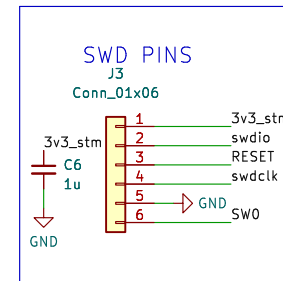 SWD PINS
J3
Conn_01x06
1 3v3_stm
2 swdio
3 RESET
4 swdclk
5 GND
6 SWO
3v3_stm
C6
1u
GND